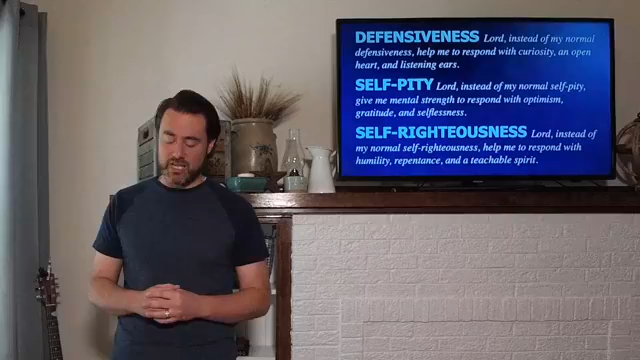 DEFENSIVENESS Lord, instead of my normal
defensiveness, help me to respond with curiosity, an open
heart, and listening ears.
SELF-PITY Lord, instead of my normal self-pity,
give me mental strength to respond with optimism,
gratitude, and selflessness.
SELF-RIGHTEOUSNESS Lord, instead of
my normal self-righteousness, help me to respond with
humility, repentance, and a teachable spirit.